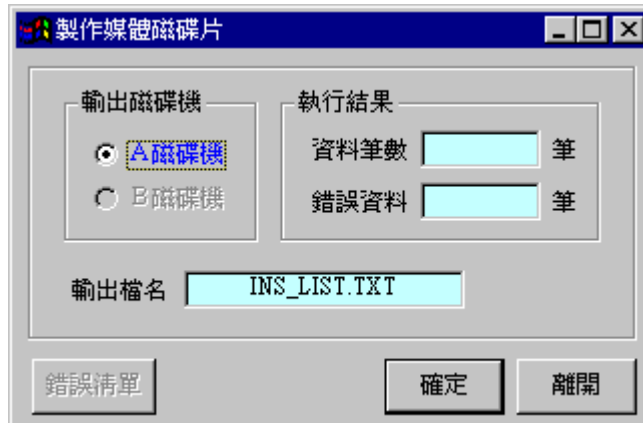 製作媒體磁碟片
輸出磁碟機
A磁碟機
B磁碟機
執行結果
資料筆數 筆
錯誤資料 筆
輸出檔名 INS_LIST.TXT
錯誤清單 確定 離開